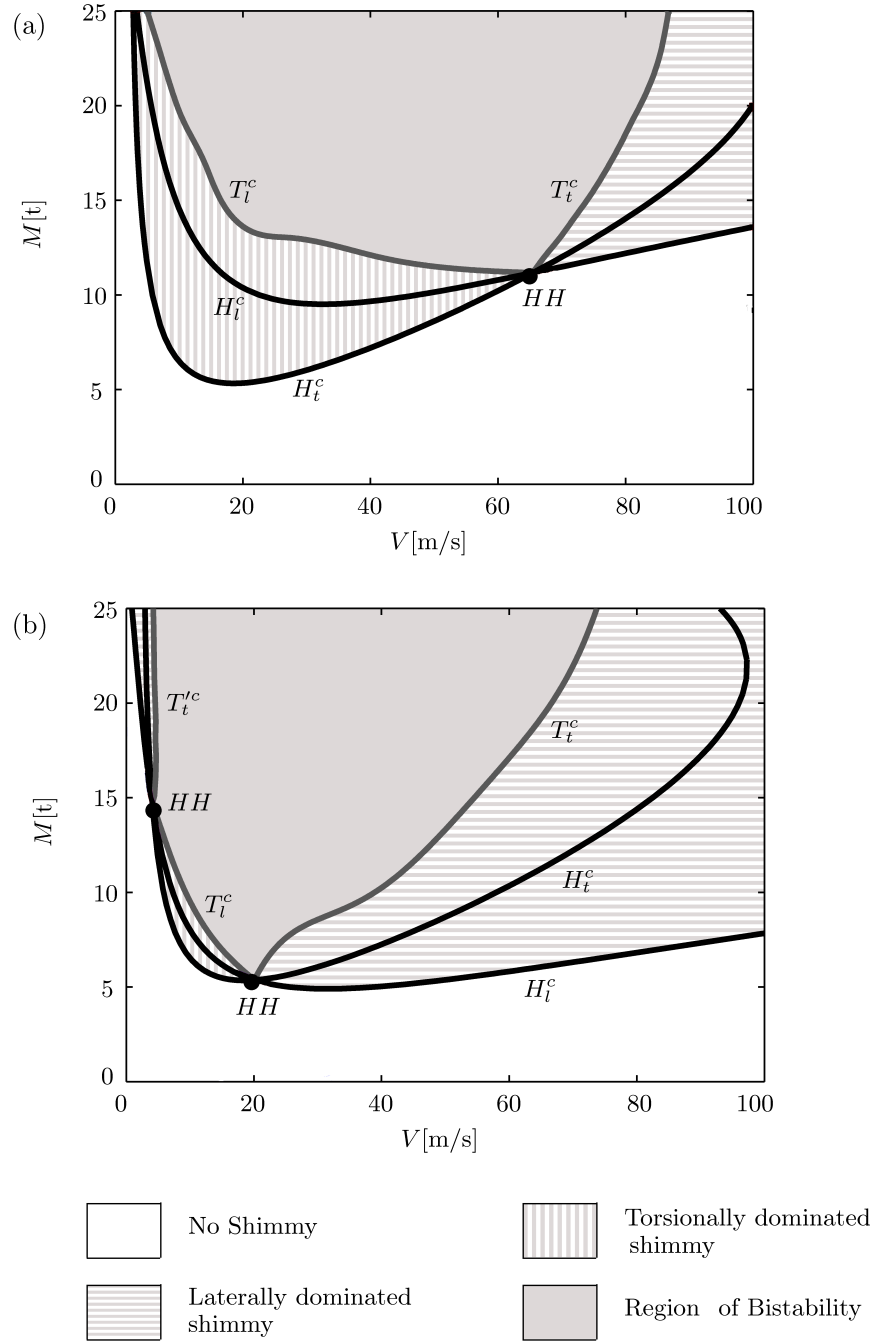 (a)
25
20
15
10
5
0
M[t]
T_l^c
T_t^c
H_l^c
HH
H_t^c
0 20 40 60 80 100
V[m/s]
(b)
25
20
15
10
5
0
M[t]
T_t'^c
T_t^c
HH
T_l^c
H_t^c
H_l^c
HH
0 20 40 60 80 100
V[m/s]
No Shimmy
Torsionally dominated
shimmy
Laterally dominated
shimmy
Region of Bistability